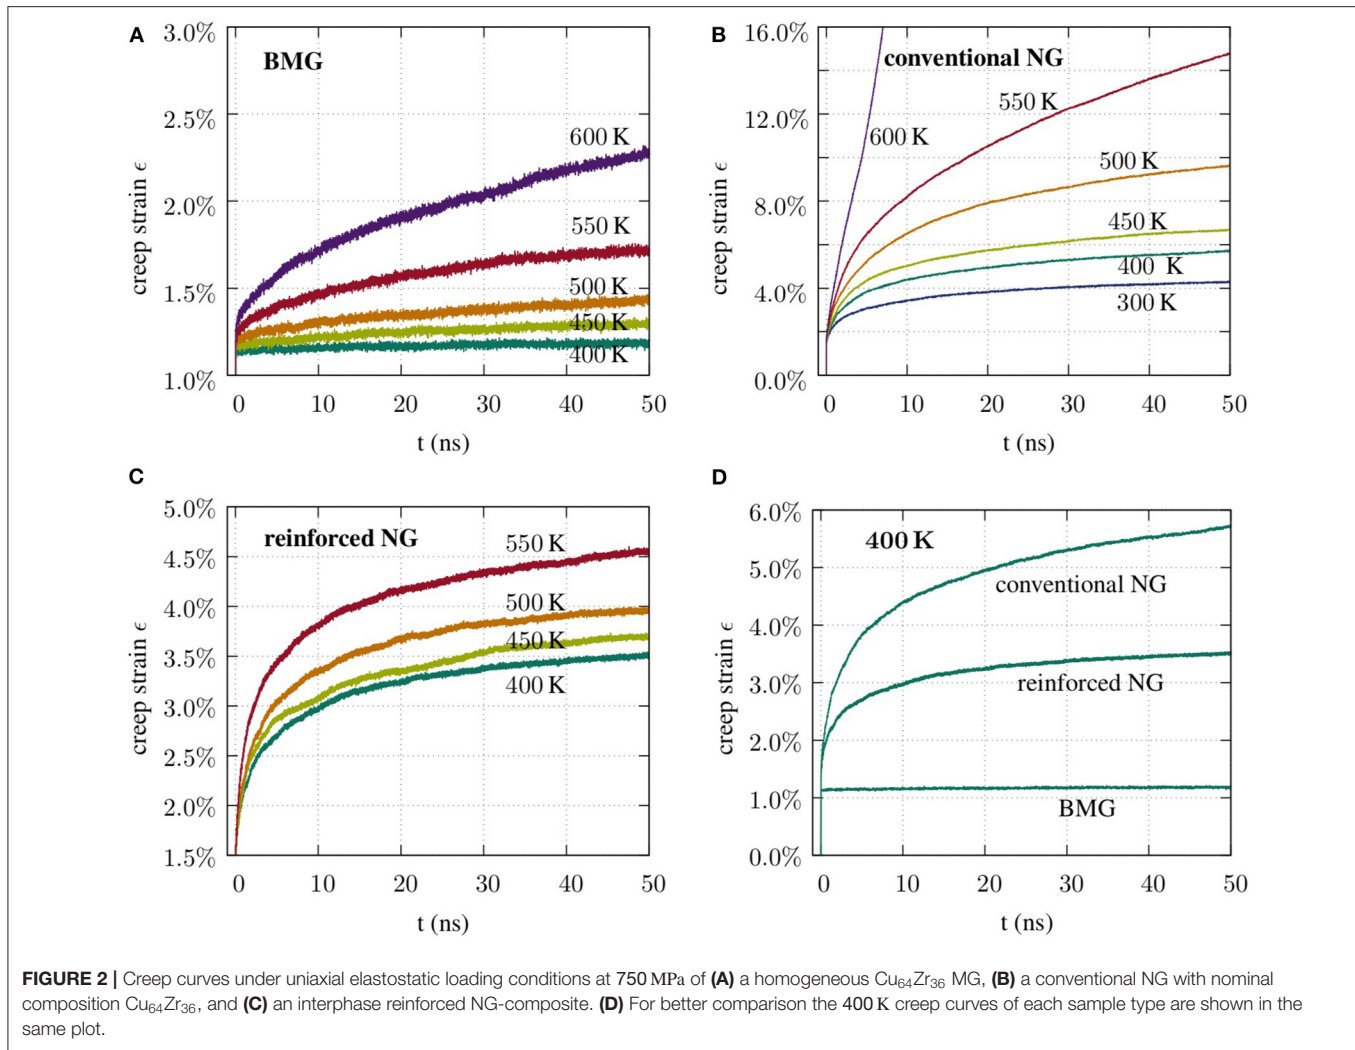 A
3.0%
2.5%
2.0%
1.5%
1.0%
creep strain ϵ
BMG
600 K
550 K
500 K
450 K
400 K
0 10 20 30 40 50
t (ns)
B
16.0%
12.0%
8.0%
4.0%
0.0%
creep strain ϵ
conventional NG
550 K
600 K
500 K
450 K
400 K
300 K
0 10 20 30 40 50
t (ns)
C
5.0%
4.5%
4.0%
3.5%
3.0%
2.5%
2.0%
1.5%
creep strain ϵ
reinforced NG
550 K
500 K
450 K
400 K
0 10 20 30 40 50
t (ns)
D
6.0%
5.0%
4.0%
3.0%
2.0%
1.0%
0.0%
creep strain ϵ
400 K
conventional NG
reinforced NG
BMG
0 10 20 30 40 50
t (ns)
FIGURE 2 | Creep curves under uniaxial elastostatic loading conditions at 750 MPa of (A) a homogeneous Cu₆₄Zr₃₆ MG, (B) a conventional NG with nominal
composition Cu₆₄Zr₃₆, and (C) an interphase reinforced NG-composite. (D) For better comparison the 400 K creep curves of each sample type are shown in the
same plot.